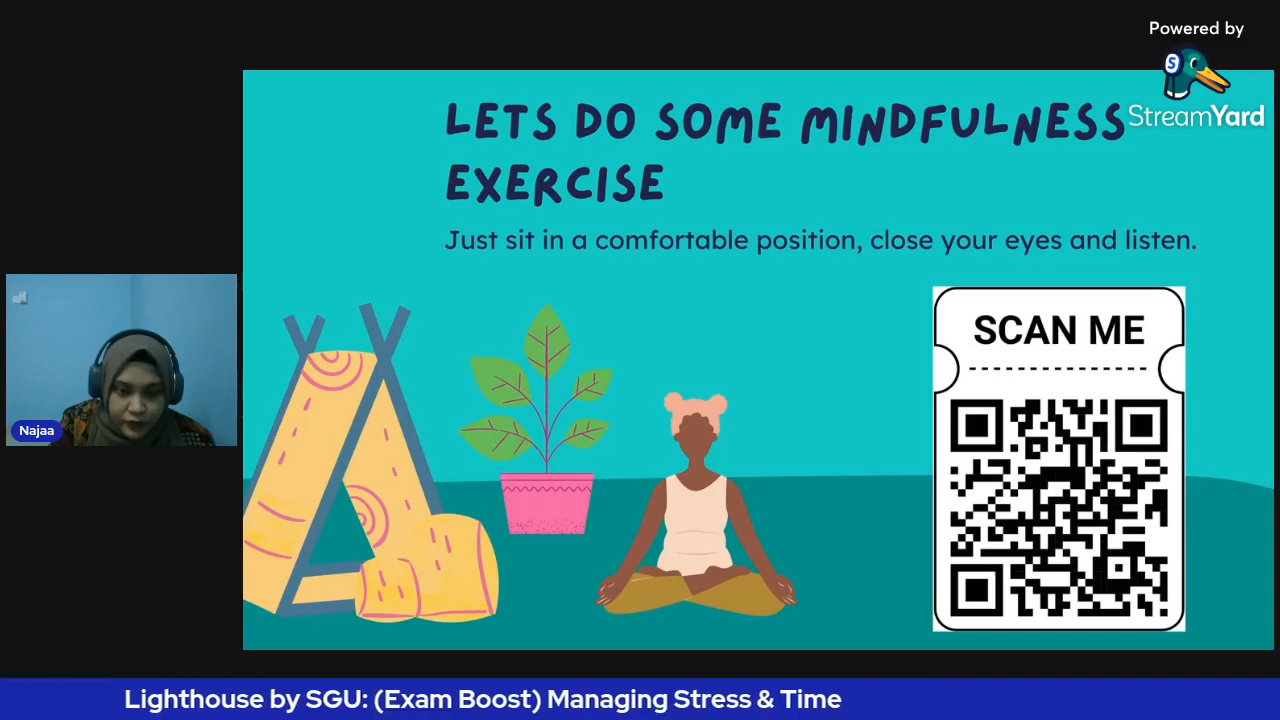 Powered by
S
StreamYard
LETS DO SOME MINDFULNESS
EXERCISE
Just sit in a comfortable position, close your eyes and listen.
SCAN ME
Najaa
Lighthouse by SGU: (Exam Boost) Managing Stress & Time